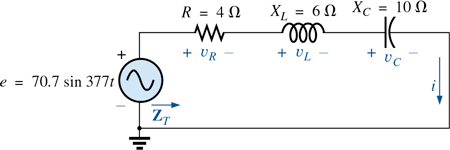 R = 4 Ω
X_L = 6 Ω
X_C = 10 Ω
+ v_R −
+ v_L −
+ v_C −
+
e = 70.7 sin 377t
−
Z_T
i